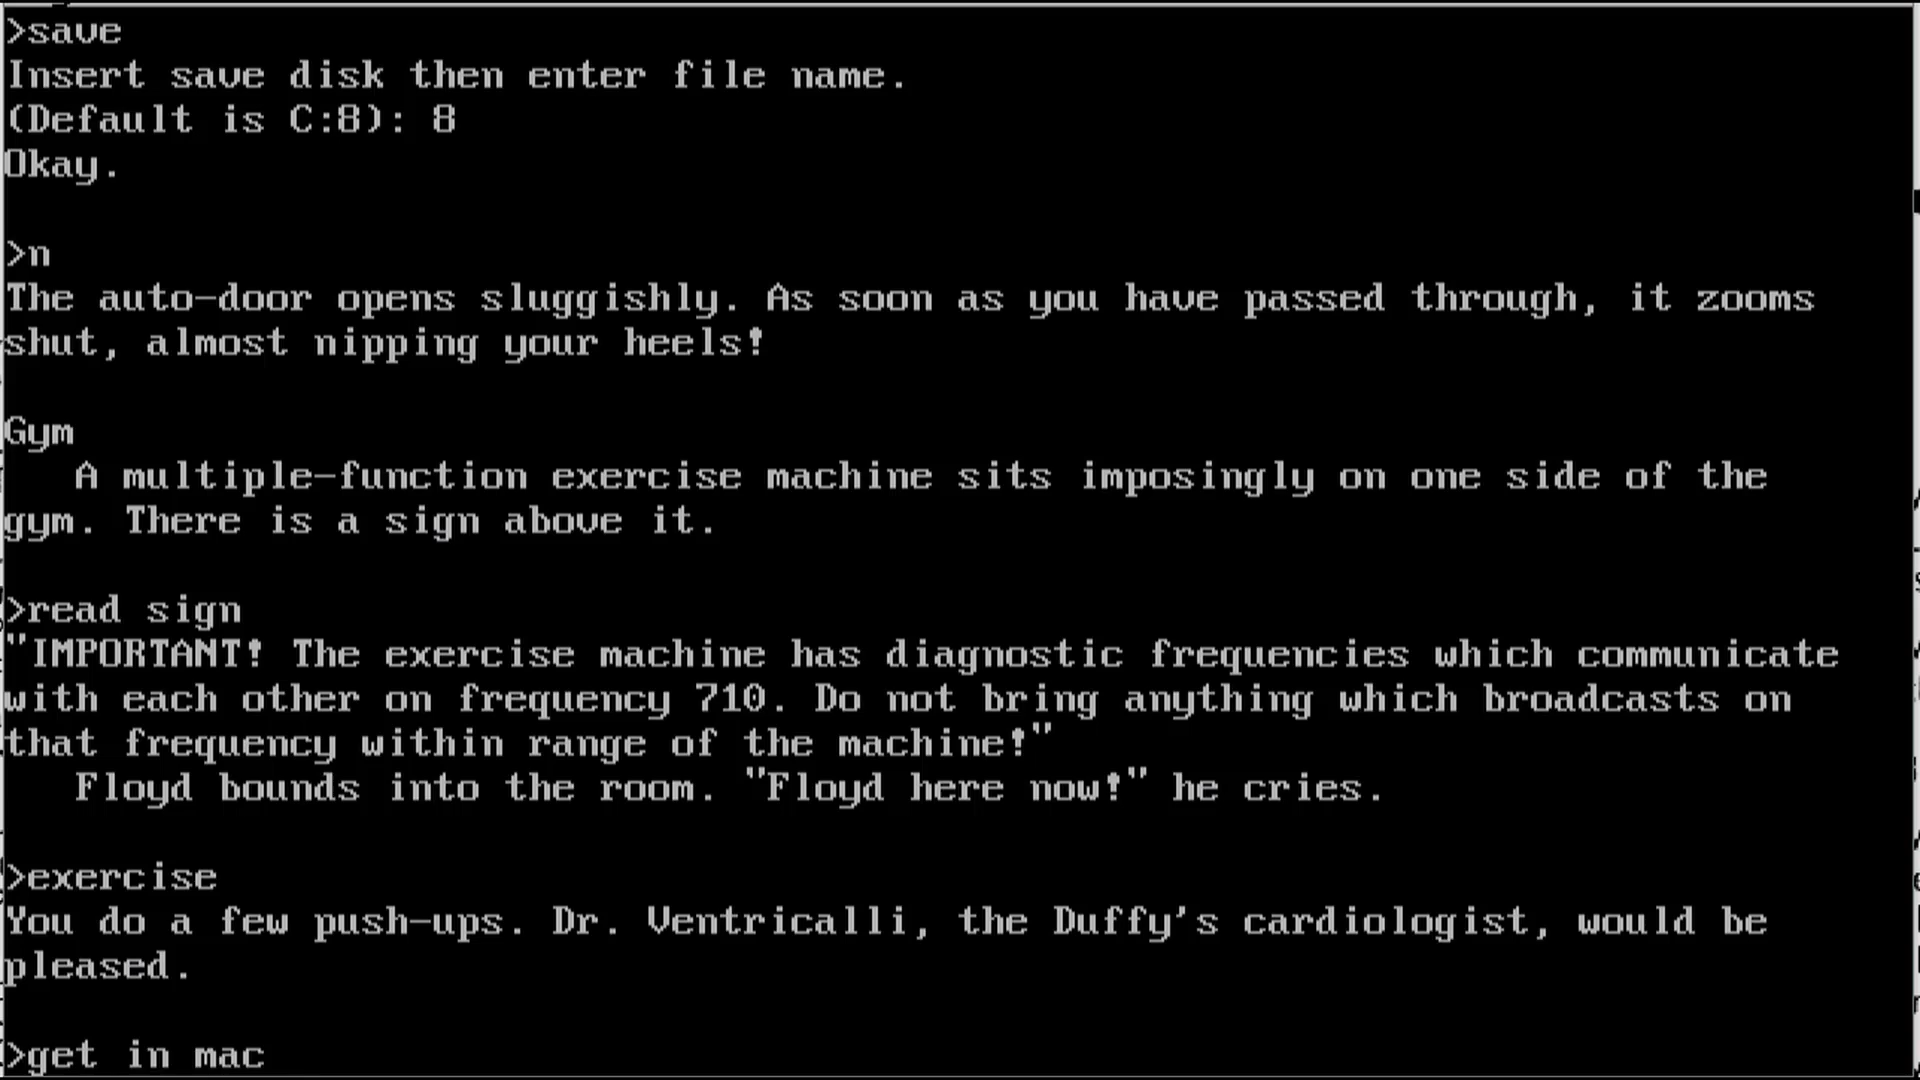 >save
Insert save disk then enter file name.
(Default is C:8): 8
Okay.
>n
The auto-door opens sluggishly. As soon as you have passed through, it zooms
shut, almost nipping your heels!
Gym
A multiple-function exercise machine sits imposingly on one side of the
gym. There is a sign above it.
>read sign
"IMPORTANT! The exercise machine has diagnostic frequencies which communicate
with each other on frequency 710. Do not bring anything which broadcasts on
that frequency within range of the machine!"
Floyd bounds into the room. "Floyd here now!" he cries.
>exercise
You do a few push-ups. Dr. Ventricalli, the Duffy's cardiologist, would be
pleased.
>get in mac